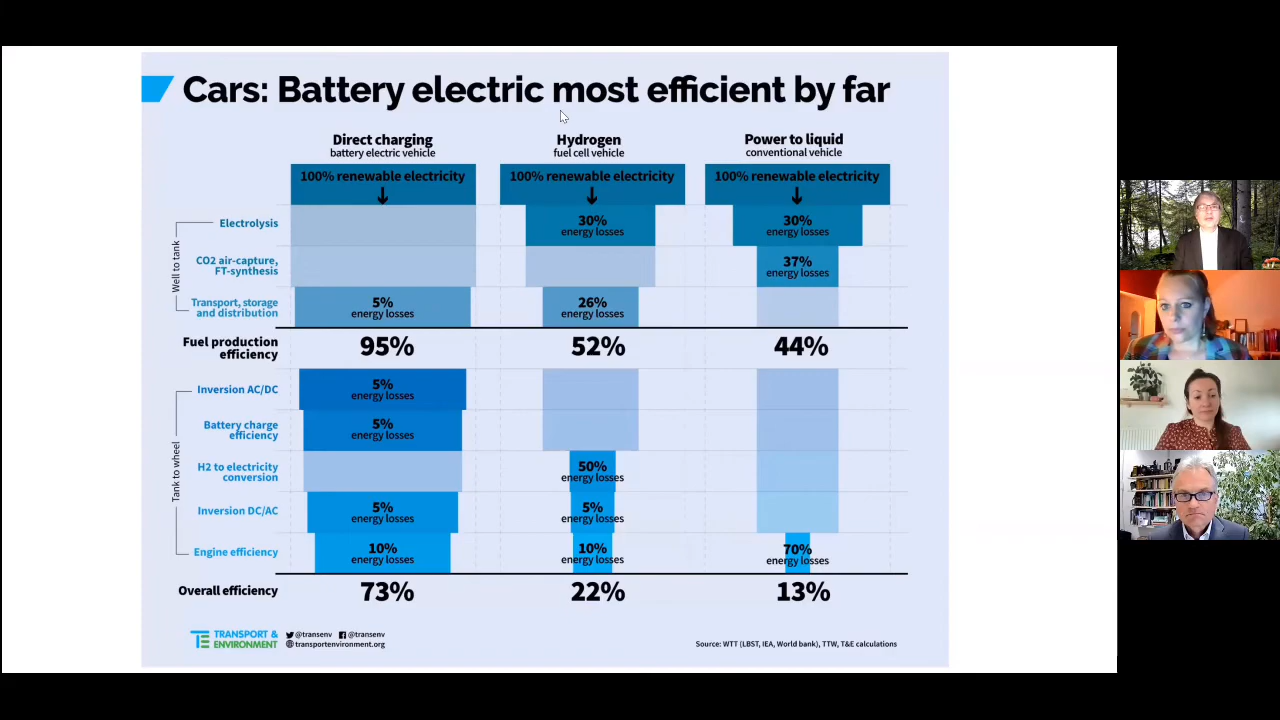 Cars: Battery electric most efficient by far
Direct charging
battery electric vehicle
Hydrogen
fuel cell vehicle
Power to liquid
conventional vehicle
100% renewable electricity
100% renewable electricity
100% renewable electricity
Well to tank
Electrolysis
30%
energy losses
30%
energy losses
CO2 air-capture,
FT-synthesis
37%
energy losses
Transport, storage
and distribution
5%
energy losses
26%
energy losses
Fuel production
efficiency
95%
52%
44%
Tank to wheel
Inversion AC/DC
5%
energy losses
Battery charge
efficiency
5%
energy losses
H2 to electricity
conversion
50%
energy losses
Inversion DC/AC
5%
energy losses
5%
energy losses
Engine efficiency
10%
energy losses
10%
energy losses
70%
energy losses
Overall efficiency
73%
22%
13%
TE TRANSPORT &
ENVIRONMENT
@transenv @transenv
transportenvironment.org
Source: WTT (LBST, IEA, World bank), TTW, T&E calculations